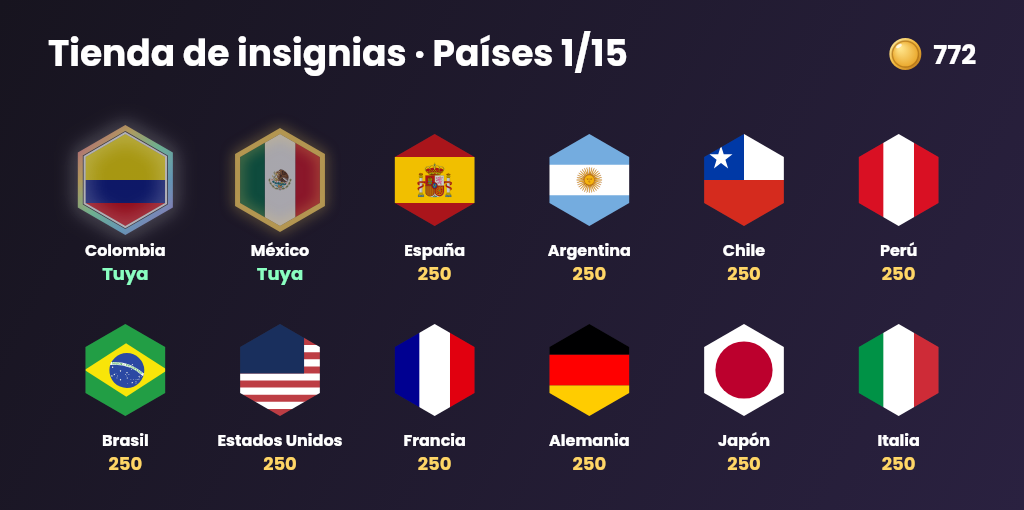 Tienda de insignias · Países 1/15
772
Colombia
Tuya
México
Tuya
España
250
Argentina
250
Chile
250
Perú
250
Brasil
250
Estados Unidos
250
Francia
250
Alemania
250
Japón
250
Italia
250